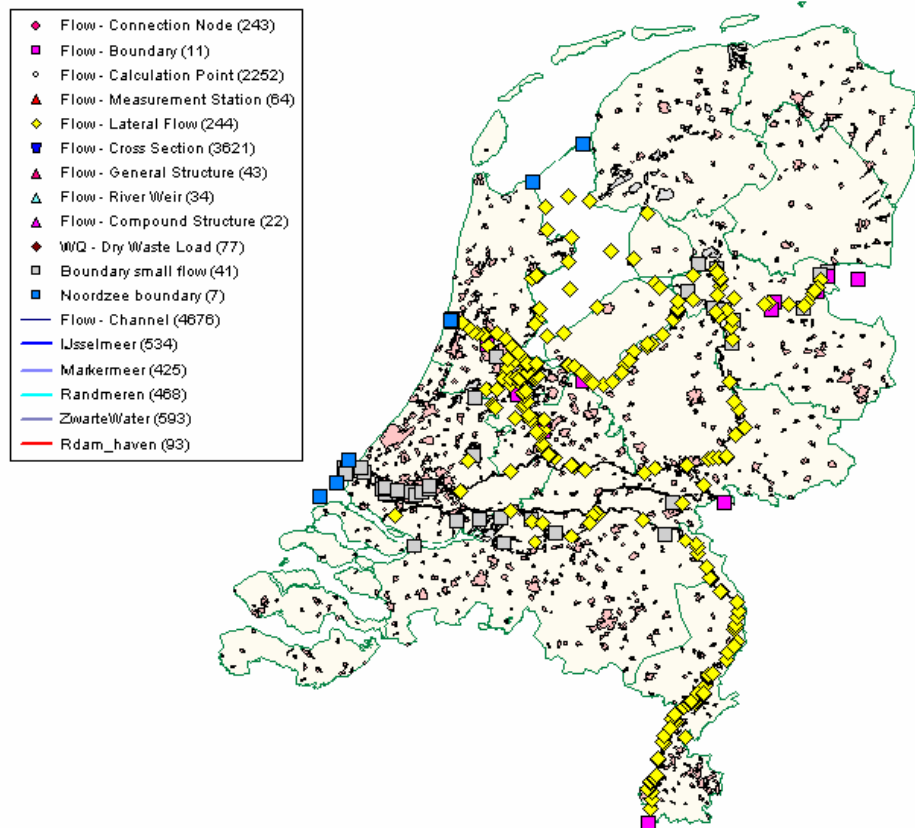 Flow - Connection Node (243)
Flow - Boundary (11)
Flow - Calculation Point (2252)
Flow - Measurement Station (64)
Flow - Lateral Flow (244)
Flow - Cross Section (3621)
Flow - General Structure (43)
Flow - River Weir (34)
Flow - Compound Structure (22)
WQ - Dry Waste Load (77)
Boundary small flow (41)
Noordzee boundary (7)
Flow - Channel (4676)
IJsselmeer (534)
Markermeer (425)
Randmeren (468)
ZwarteWater (593)
Rdam_haven (93)